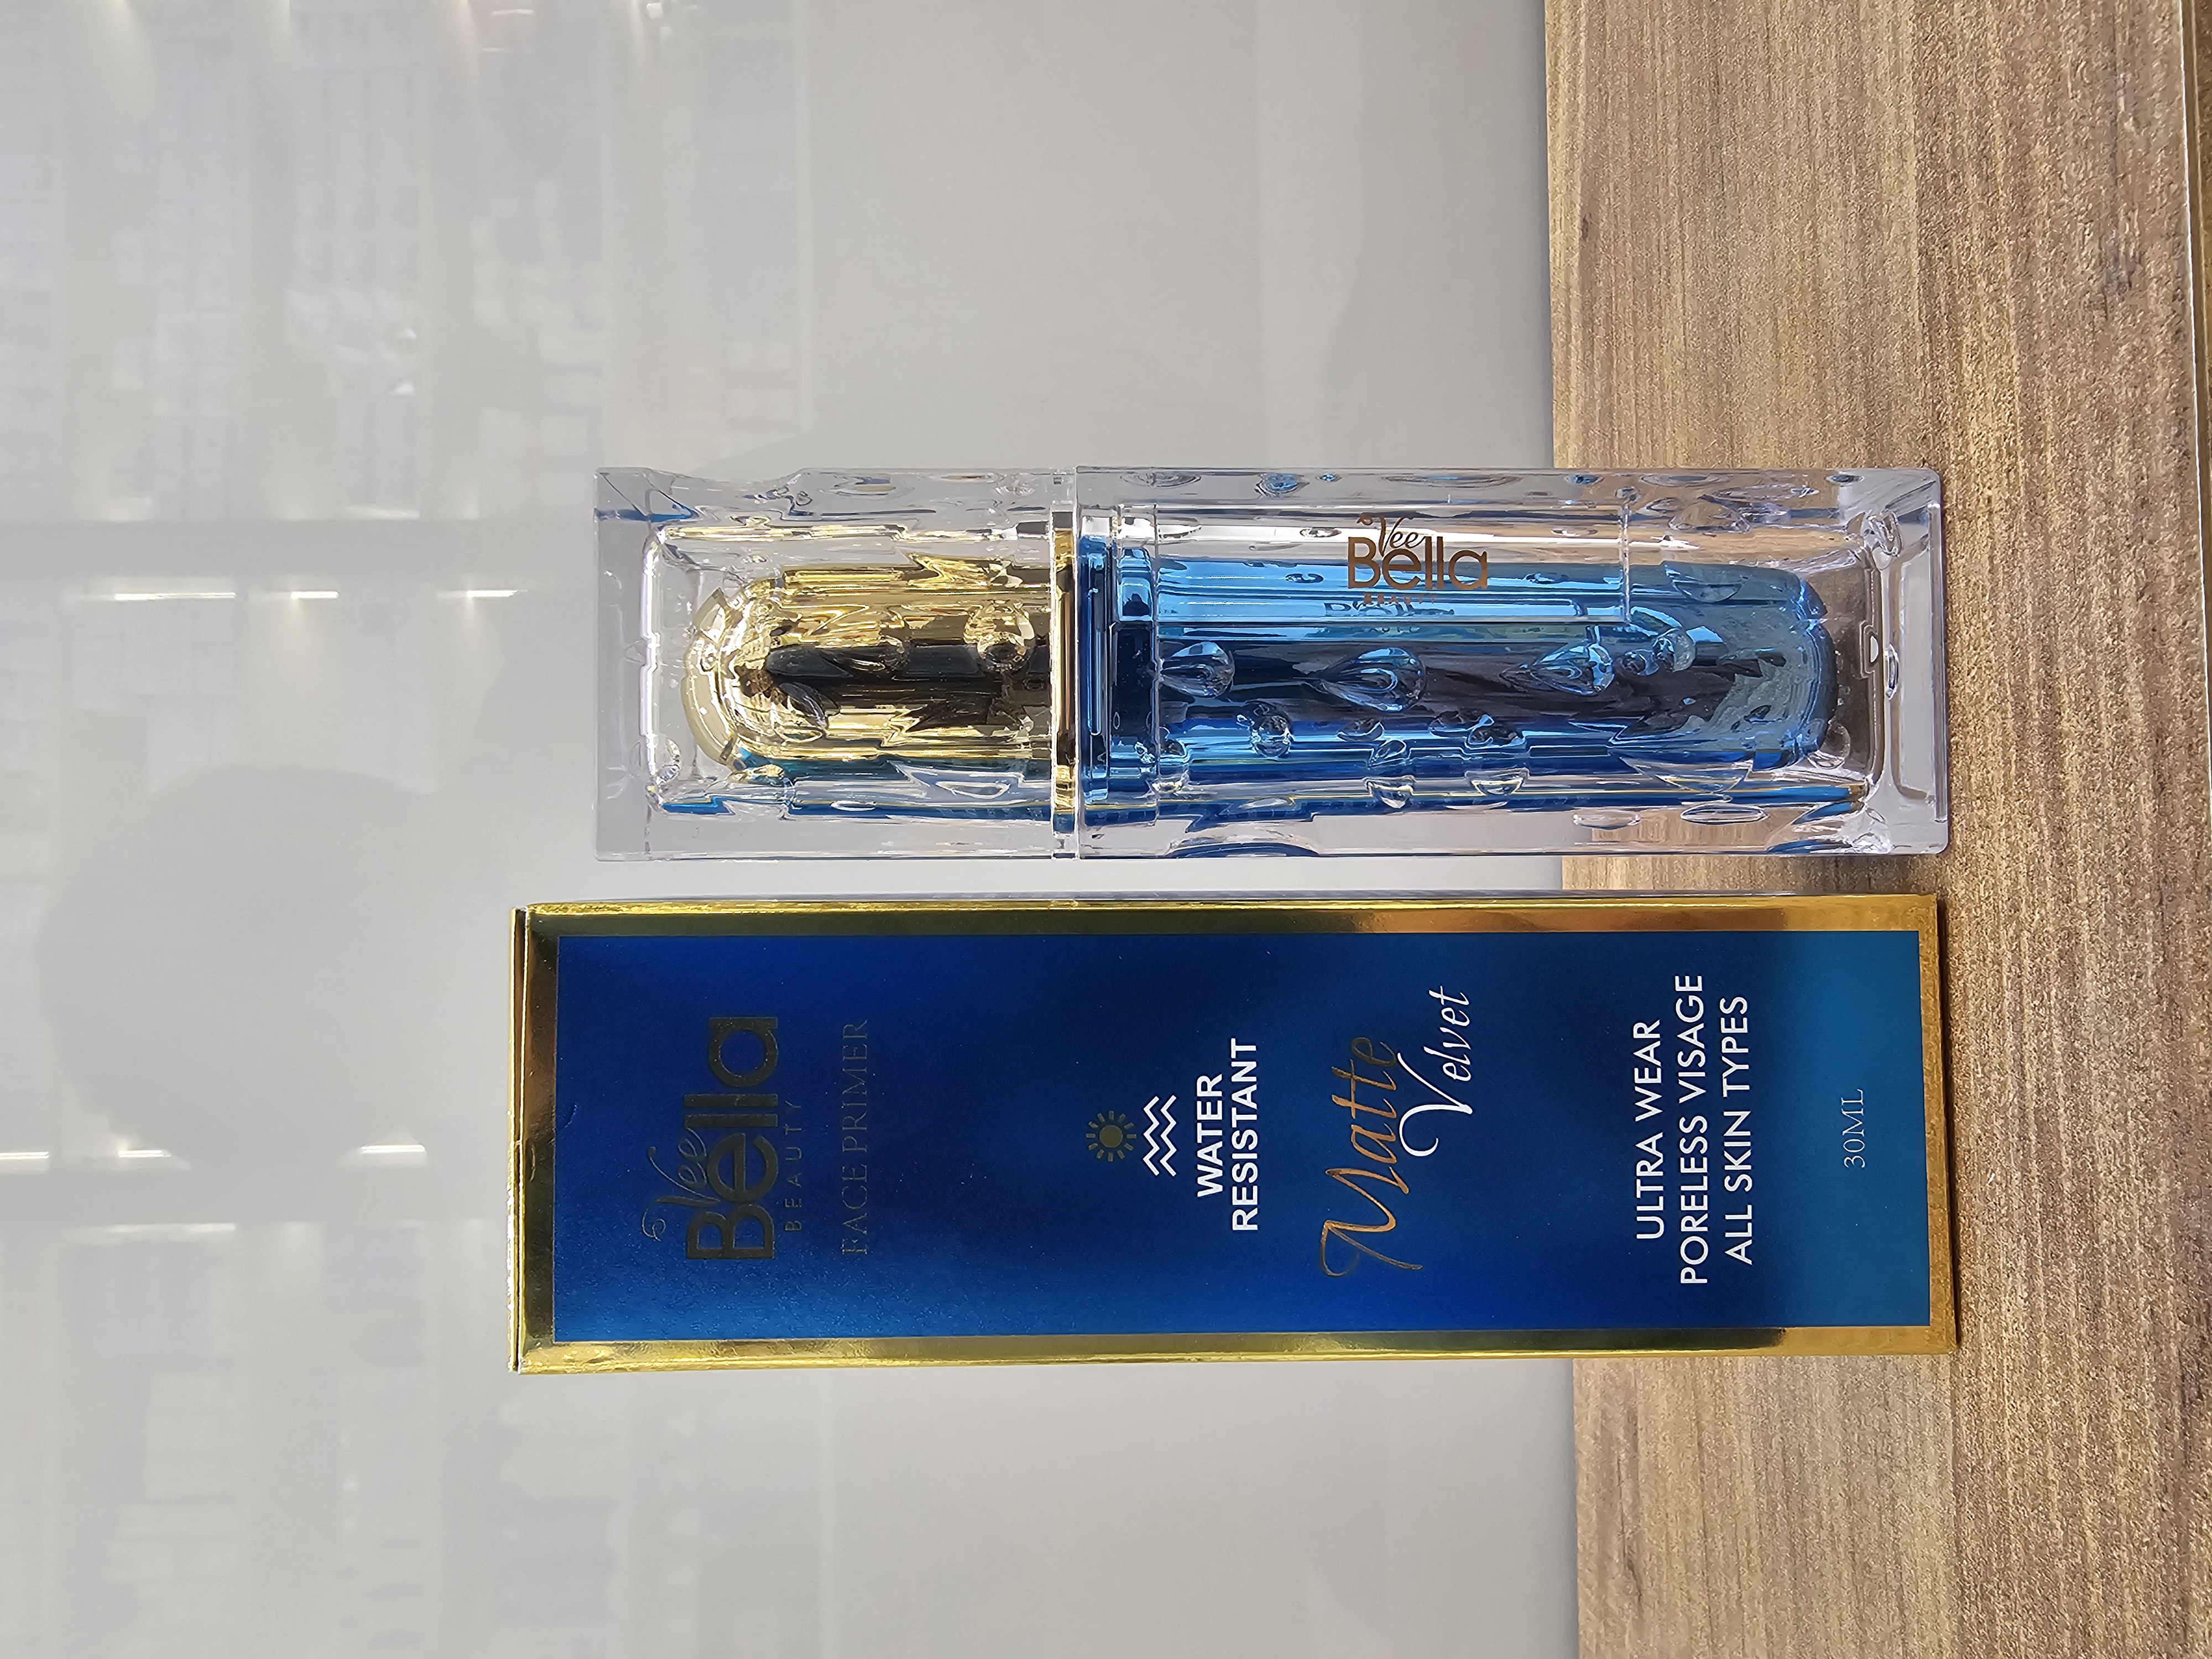 Vee
Bella
BEAUTY
FACE PRIMER
WATER
RESISTANT
Matte
Velvet
ULTRA WEAR
PORELESS VISAGE
ALL SKIN TYPES
30ML
Vee
Bella
BEAUTY